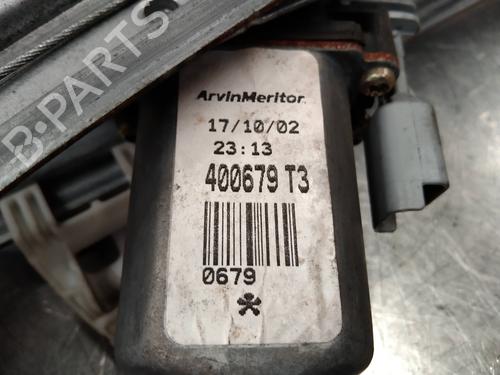 B-PARTS
ArvinMeritor
17/10/02
23:13
400679 T3
0679